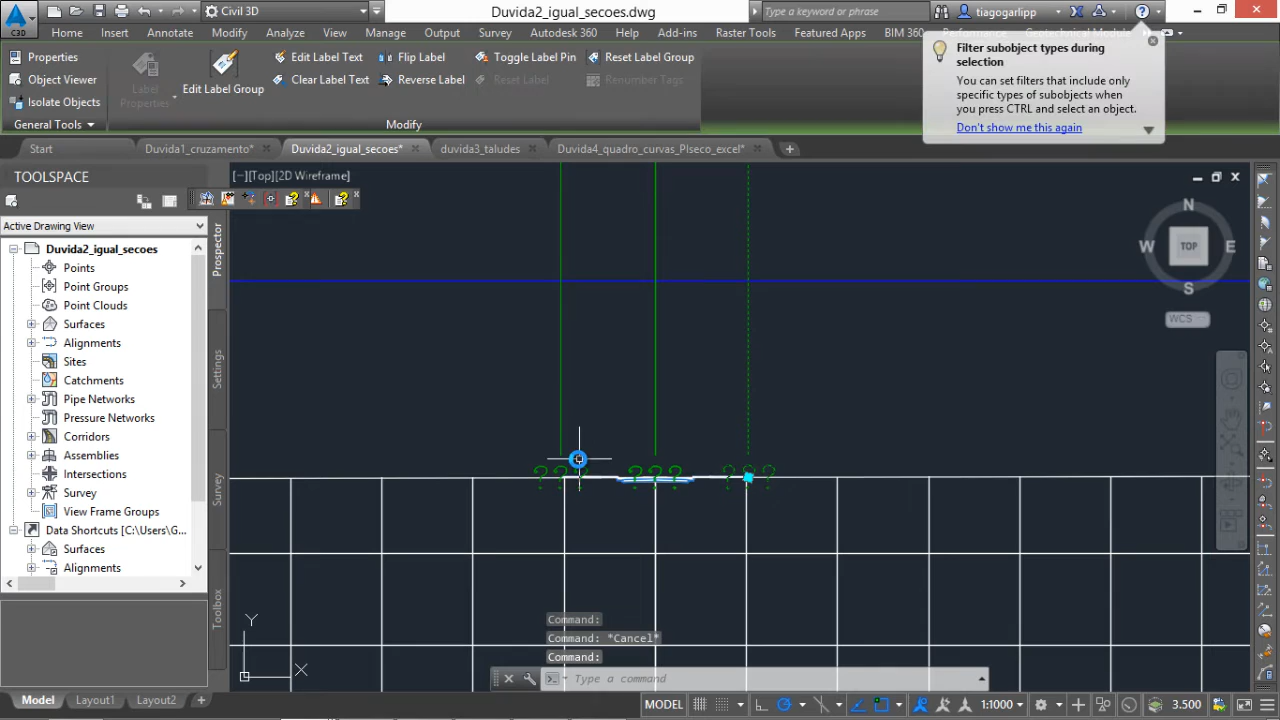 Civil 3D
Duvida2_igual_secoes.dwg
Type a keyword or phrase
tiagogarlipp
C3D
Home Insert Annotate Modify Analyze View Manage Output Survey Autodesk 360 Help Add-ins Raster Tools Featured Apps BIM 360 Performance Geotechnical Module
Properties
Object Viewer
Isolate Objects
General Tools
Label
Properties
Edit Label Group
Edit Label Text
Clear Label Text
Flip Label
Reverse Label
Toggle Label Pin
Reset Label
Reset Label Group
Renumber Tags
Modify
Filter subobject types during
selection
You can set filters that include only
specific types of subobjects when
you press CTRL and select an object.
Don't show me this again
Start Duvida1_cruzamento* Duvida2_igual_secoes* duvida3_taludes Duvida4_quadro_curvas_PIseco_excel*
TOOLSPACE
[−][Top][2D Wireframe]
Active Drawing View
Prospector
Settings
Survey
Toolbox
Duvida2_igual_secoes
Points
Point Groups
Point Clouds
Surfaces
Alignments
Sites
Catchments
Pipe Networks
Pressure Networks
Corridors
Assemblies
Intersections
Survey
View Frame Groups
Data Shortcuts [C:\Users\G...
Surfaces
Alignments
N
W TOP E
S
WCS
??? ??? ???
Y
X
Command:
Command: *Cancel*
Command:
Type a command
Model Layout1 Layout2
MODEL 1:1000 3.500